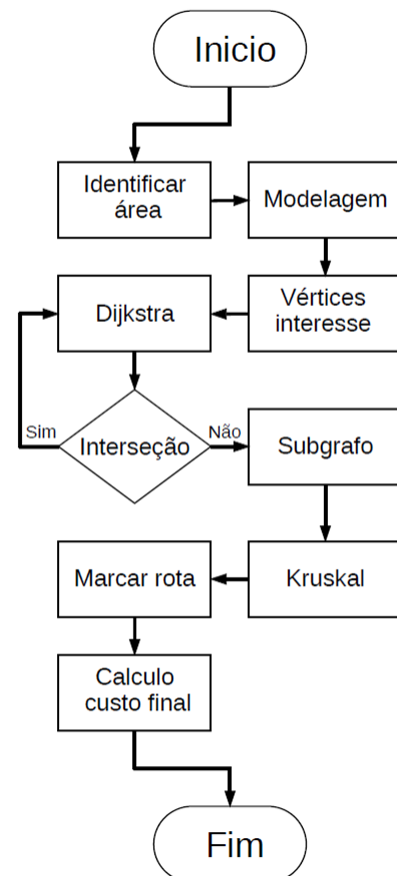 Inicio
Identificar
área
Modelagem
Vértices
interesse
Dijkstra
Interseção
Sim
Não
Subgrafo
Kruskal
Marcar rota
Calculo
custo final
Fim